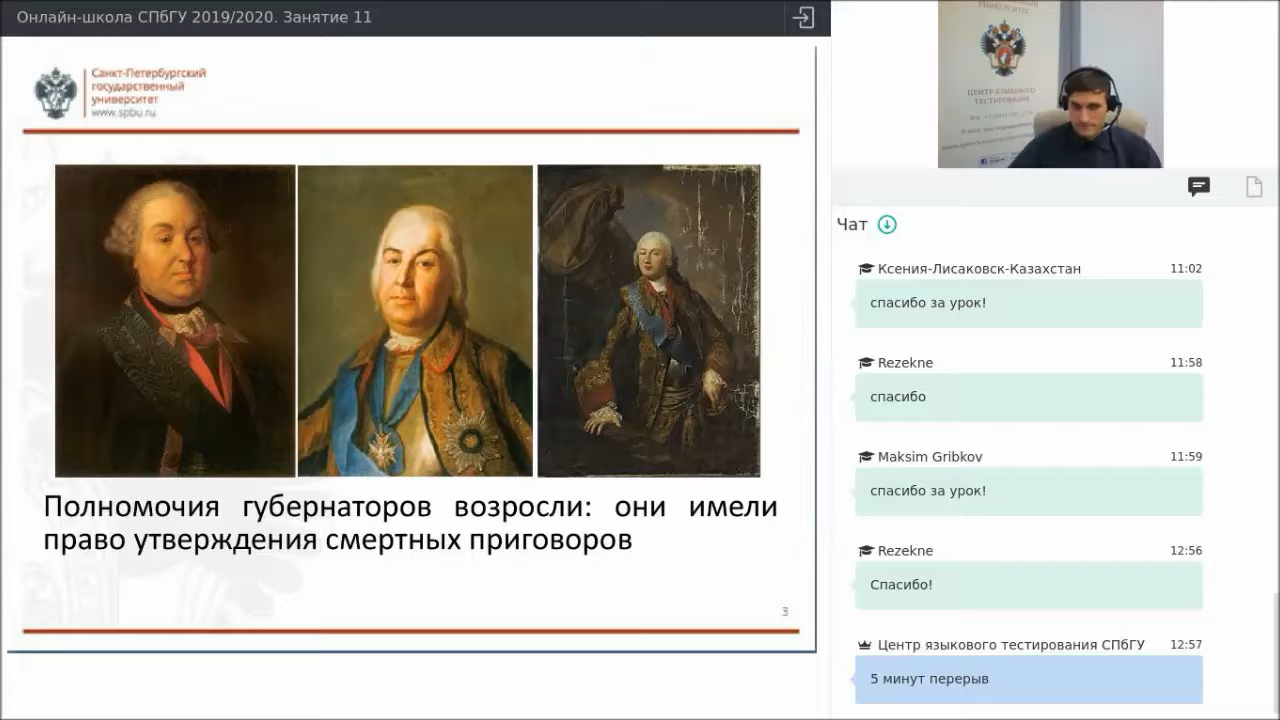 Онлайн-школа СПбГУ 2019/2020. Занятие 11
Санкт-Петербургский
государственный
университет
www.spbu.ru
Полномочия губернаторов возросли: они имели
право утверждения смертных приговоров
3
ЦЕНТР ЯЗЫКОВОГО
ТЕСТИРОВАНИЯ
Чат
Ксения-Лисаковск-Казахстан 11:02
спасибо за урок!
Rezekne 11:58
спасибо
Maksim Gribkov 11:59
спасибо за урок!
Rezekne 12:56
Спасибо!
Центр языкового тестирования СПбГУ 12:57
5 минут перерыв